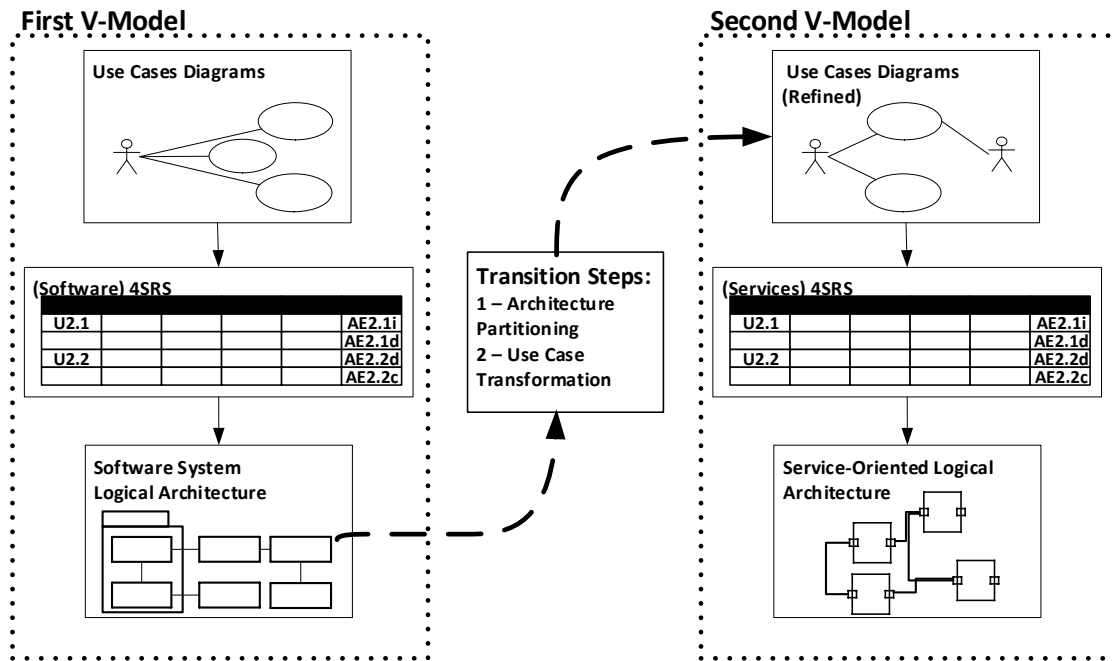 First V-Model
Use Cases Diagrams
(Software) 4SRS
U2.1 AE2.1i
AE2.1d
U2.2 AE2.2d
AE2.2c
Software System
Logical Architecture
Transition Steps:
1 – Architecture
Partitioning
2 – Use Case
Transformation
Second V-Model
Use Cases Diagrams
(Refined)
(Services) 4SRS
U2.1 AE2.1i
AE2.1d
U2.2 AE2.2d
AE2.2c
Service-Oriented Logical
Architecture